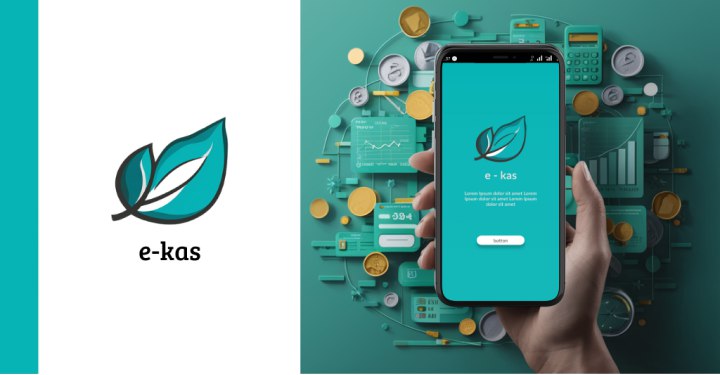 e-kas
e - kas
Lorem ipsum dolor sit amet Lorem
ipsum dolor sit amet Lorem ipsum
dolor sit amet
button